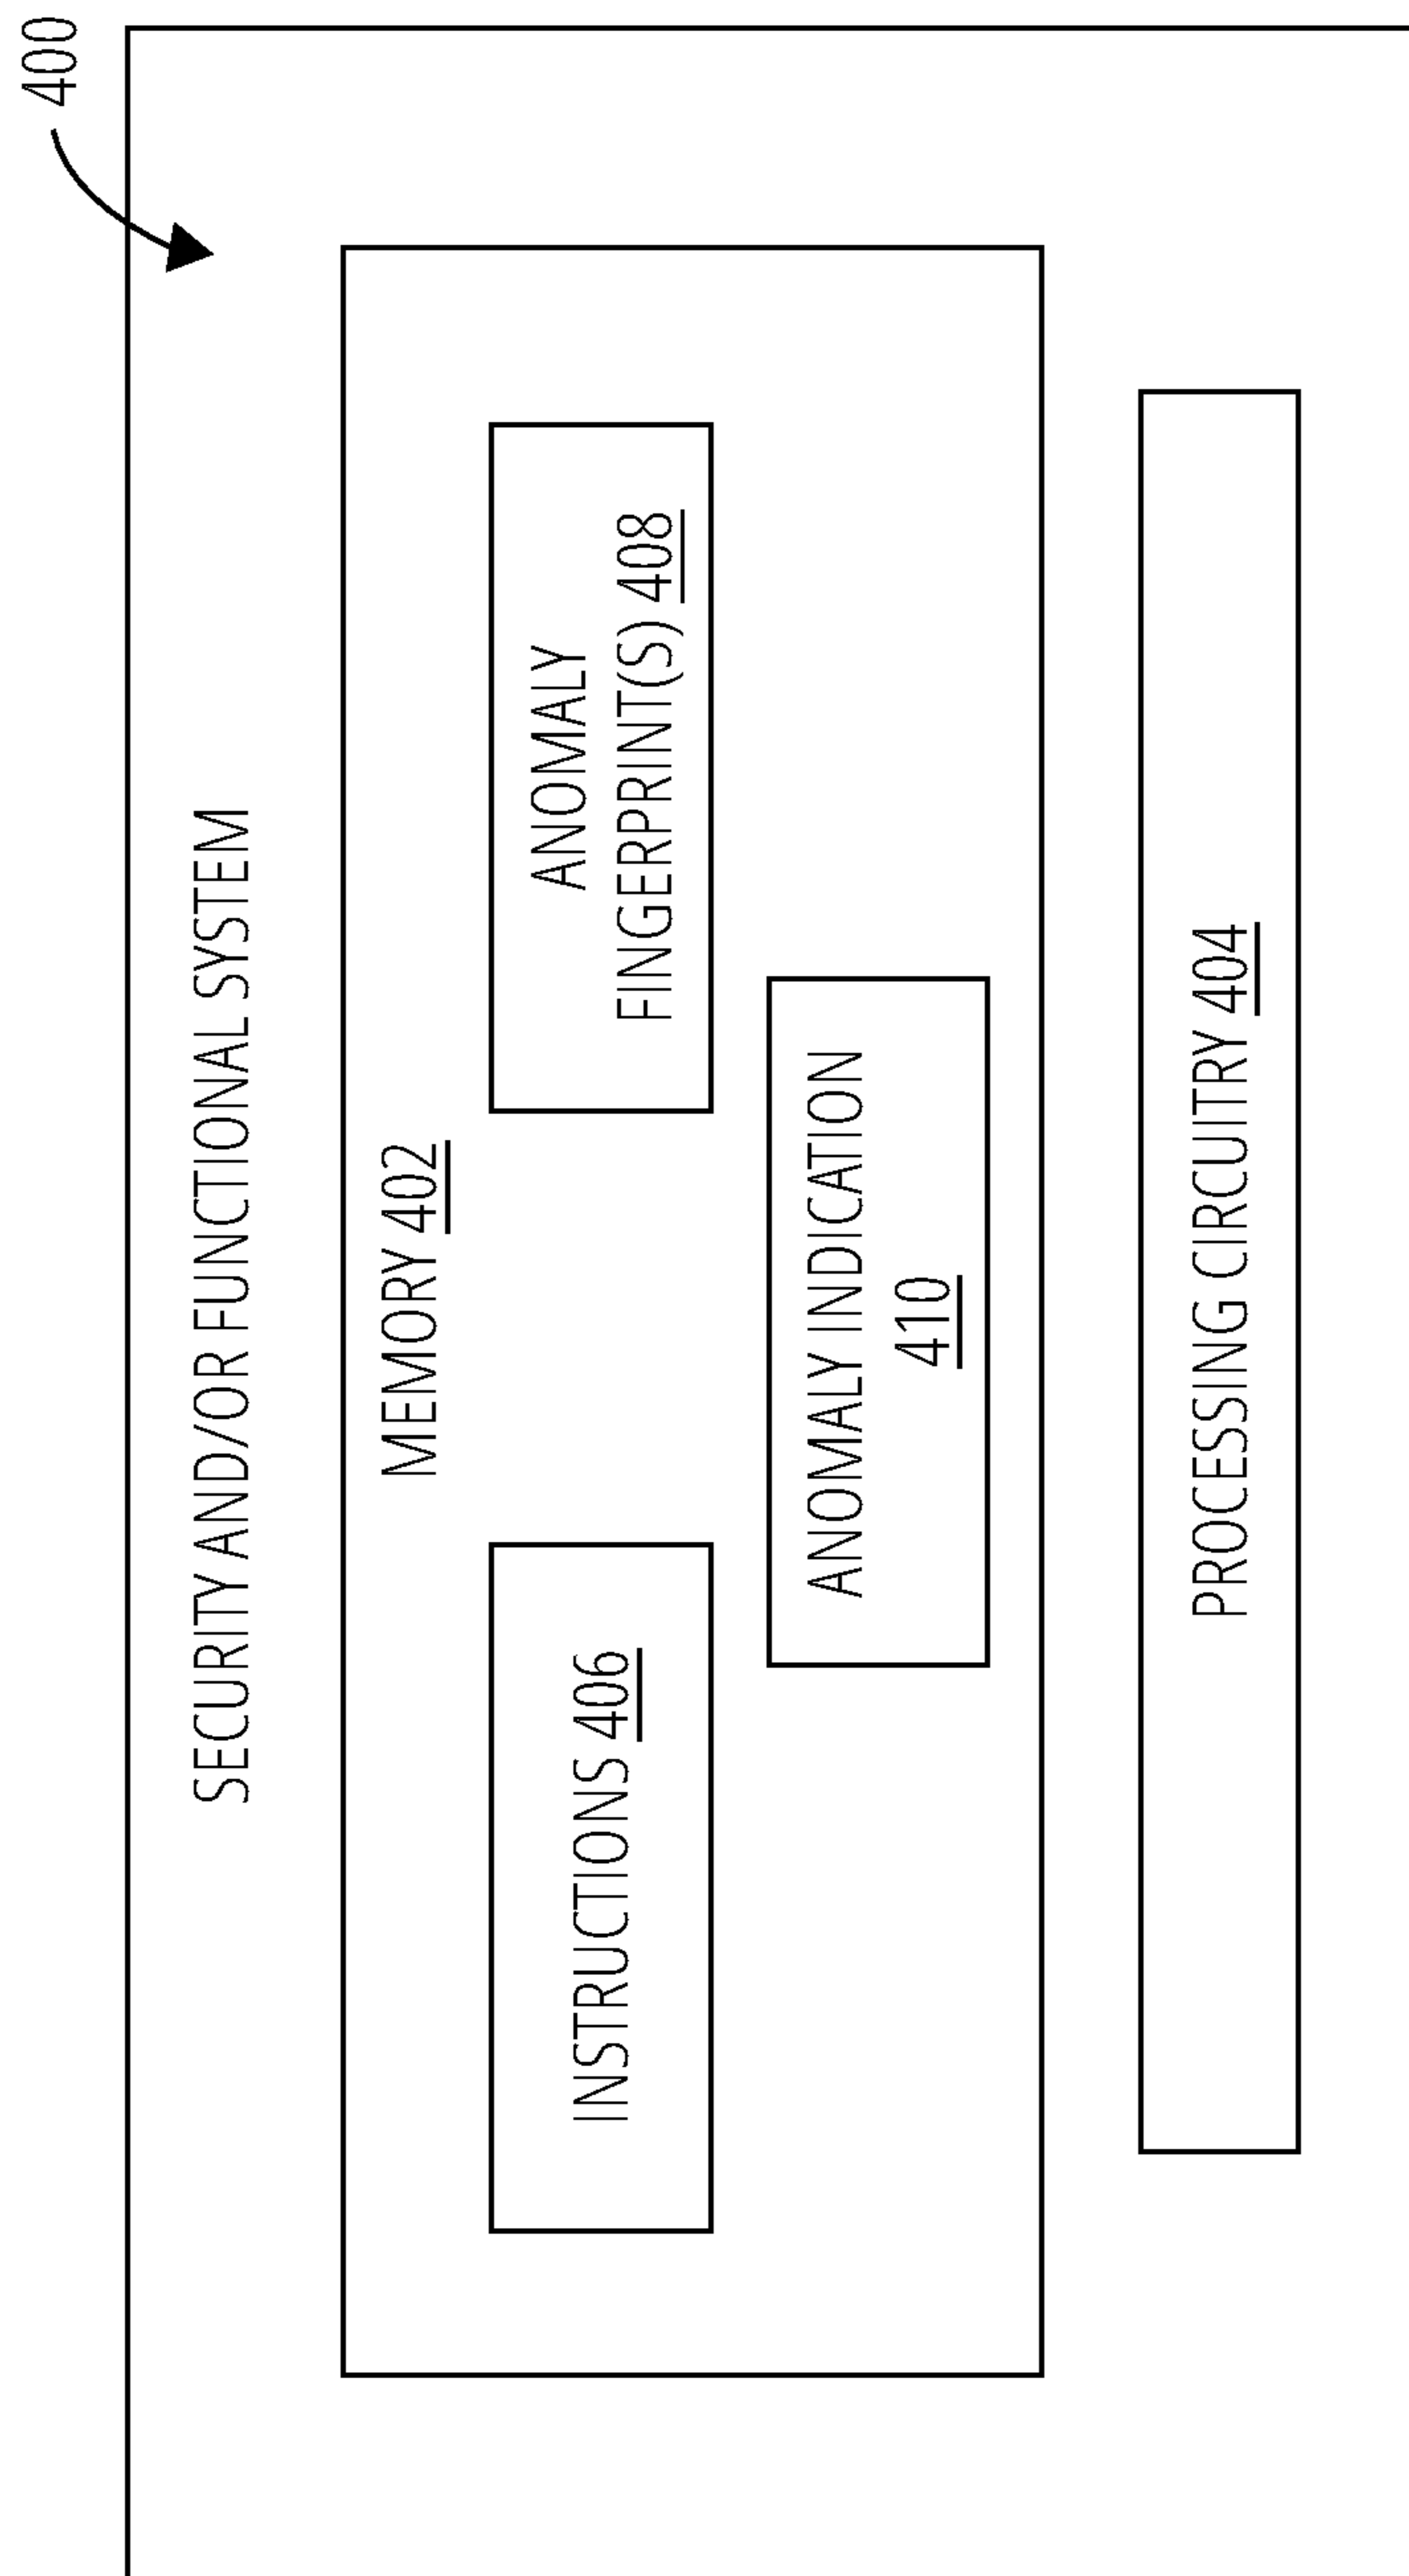 400
SECURITY AND/OR FUNCTIONAL SYSTEM
MEMORY 402
INSTRUCTIONS 406
ANOMALY
FINGERPRINT(S) 408
ANOMALY INDICATION
410
PROCESSING CIRCUITRY 404